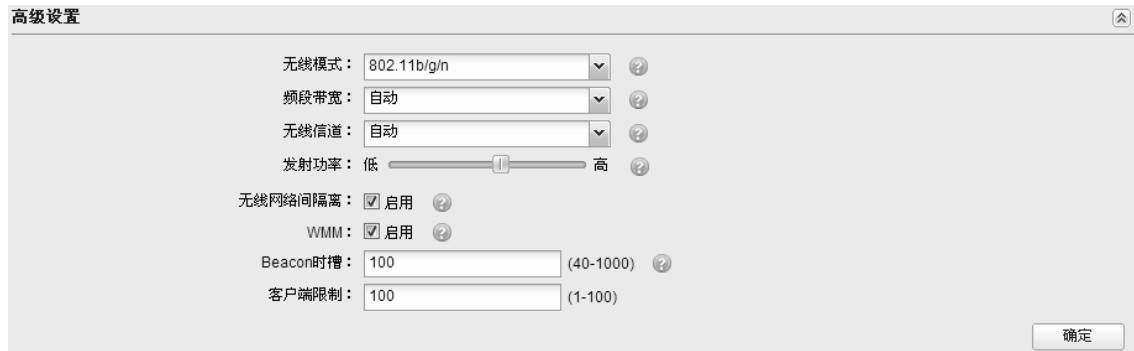 高级设置
无线模式： 802.11b/g/n
频段带宽： 自动
无线信道： 自动
发射功率： 低 高
无线网络间隔离： 启用
WMM： 启用
Beacon时槽： 100 (40-1000)
客户端限制： 100 (1-100)
确定